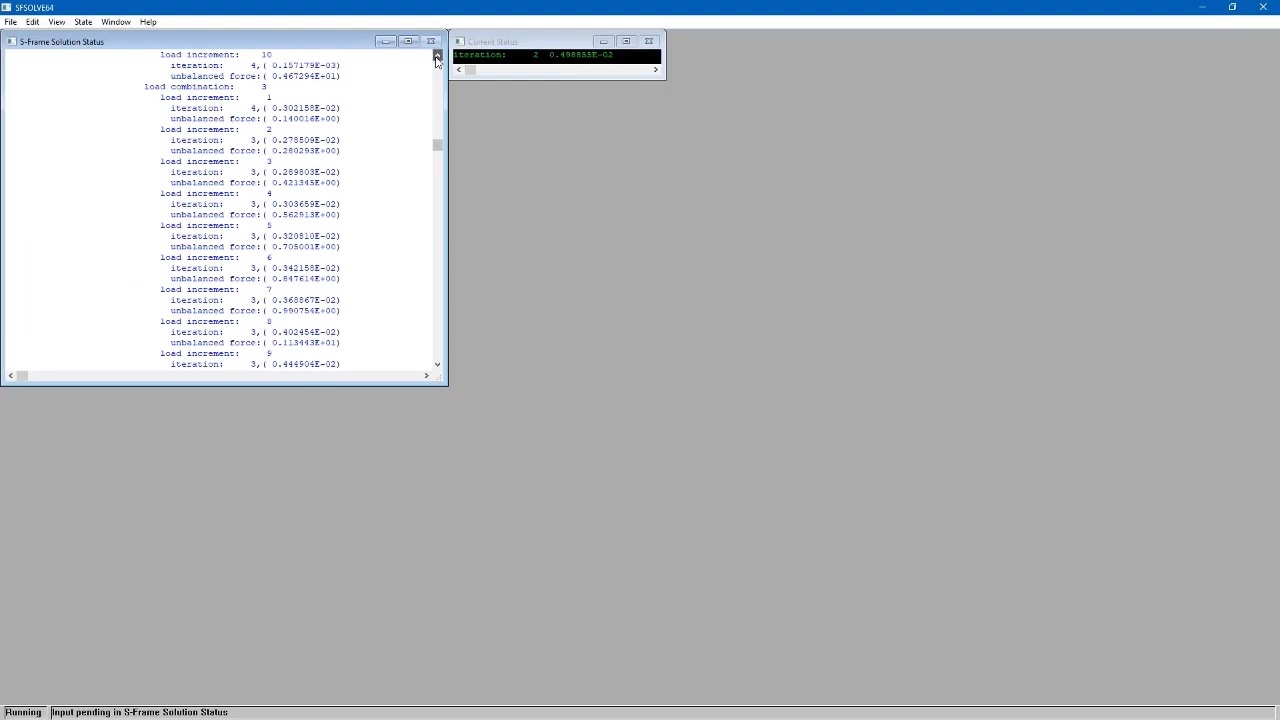 SFSOLVE64
File Edit View State Window Help
S-Frame Solution Status
load increment: 10
iteration: 4,( 0.157179E-03)
unbalanced force:( 0.467294E+01)
load combination: 3
load increment: 1
iteration: 4,( 0.302158E-02)
unbalanced force:( 0.140016E+00)
load increment: 2
iteration: 3,( 0.278509E-02)
unbalanced force:( 0.280293E+00)
load increment: 3
iteration: 3,( 0.289803E-02)
unbalanced force:( 0.421345E+00)
load increment: 4
iteration: 3,( 0.303659E-02)
unbalanced force:( 0.562913E+00)
load increment: 5
iteration: 3,( 0.320810E-02)
unbalanced force:( 0.705001E+00)
load increment: 6
iteration: 3,( 0.342158E-02)
unbalanced force:( 0.847614E+00)
load increment: 7
iteration: 3,( 0.368867E-02)
unbalanced force:( 0.990754E+00)
load increment: 8
iteration: 3,( 0.402454E-02)
unbalanced force:( 0.113443E+01)
load increment: 9
iteration: 3,( 0.444904E-02)
Current Status
iteration: 2 0.498855E-02
Running Input pending in S-Frame Solution Status